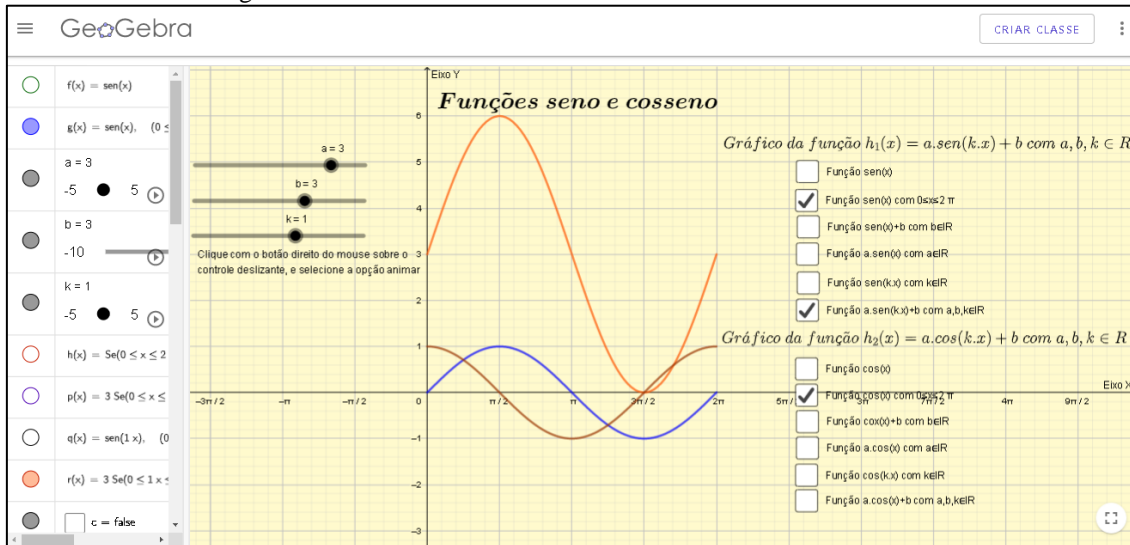 GeoGebra
CRIAR CLASSE
f(x) = sen(x)
g(x) = sen(x), (0 ≤
a = 3
-5 5
b = 3
-10
k = 1
-5 5
h(x) = Se(0 ≤ x ≤ 2
p(x) = 3 Se(0 ≤ x ≤
q(x) = sen(1 x), (0
r(x) = 3 Se(0 ≤ 1 x ≤
c = false
Eixo Y
Funções seno e cosseno
a = 3
b = 3
k = 1
Clique com o botão direito do mouse sobre o
controle deslizante, e selecione a opção animar
6
5
4
3
2
1
0
−1
−2
−3
−3π / 2
−π
−π / 2
π / 2
π
3π / 2
2π
5π /
3π
7π / 2
4π
9π / 2
Eixo X
Gráfico da função h₁(x) = a.sen(k.x) + b com a, b, k ∈ R
Função sen(x)
Função sen(x) com 0≤x≤2 π
Função sen(x)+b com b∈IR
Função a.sen(x) com a∈IR
Função sen(k.x) com k∈IR
Função a.sen(k.x)+b com a,b,k∈IR
Gráfico da função h₂(x) = a.cos(k.x) + b com a, b, k ∈ R
Função cos(x)
Função cos(x) com 0≤x≤2 π
Função cox(x)+b com b∈IR
Função a.cos(x) com a∈IR
Função cos(k.x) com k∈IR
Função a.cos(x)+b com a,b,k∈IR